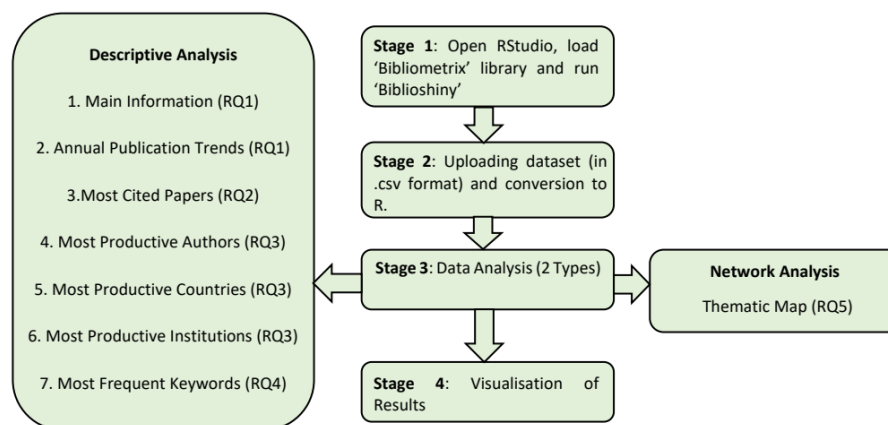 Descriptive Analysis
1. Main Information (RQ1)
2. Annual Publication Trends (RQ1)
3.Most Cited Papers (RQ2)
4. Most Productive Authors (RQ3)
5. Most Productive Countries (RQ3)
6. Most Productive Institutions (RQ3)
7. Most Frequent Keywords (RQ4)
Stage 1: Open RStudio, load
‘Bibliometrix’ library and run
‘Biblioshiny’
Stage 2: Uploading dataset (in
.csv format) and conversion to
R.
Stage 3: Data Analysis (2 Types)
Network Analysis
Thematic Map (RQ5)
Stage 4: Visualisation of
Results